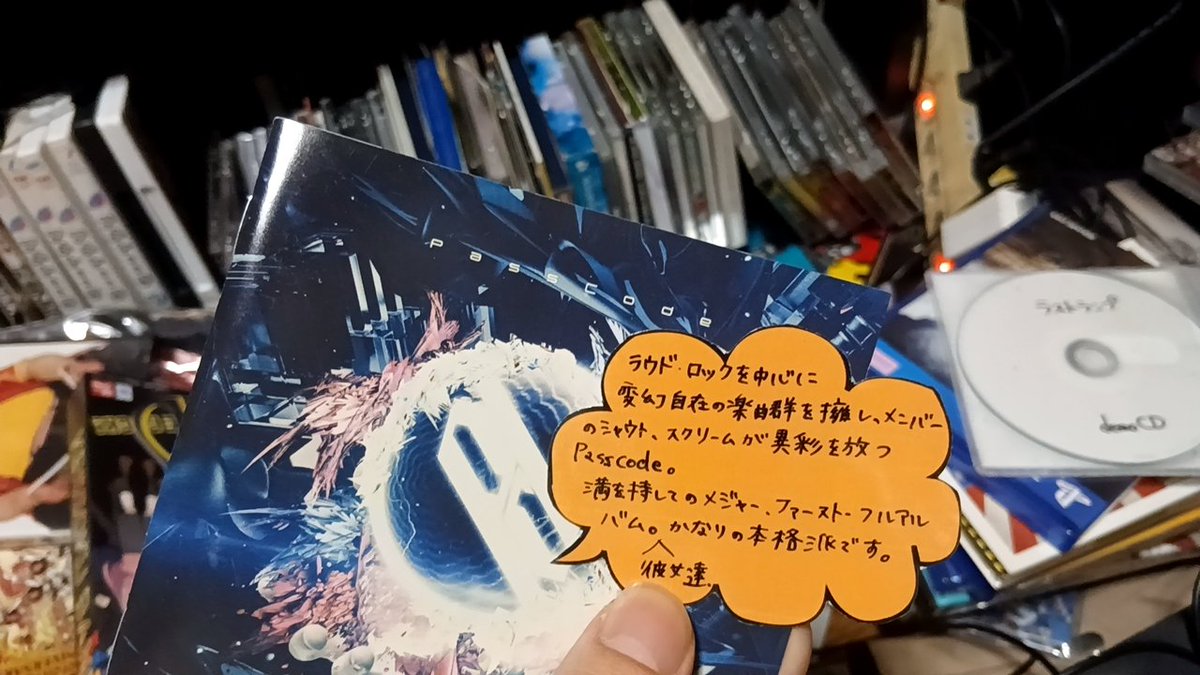 PassCode
ラウド・ロックを中心に
変幻自在の楽曲群を擁し、メンバー
のシャウト、スクリームが異彩を放つ
Passcode。
満を持してのメジャー、ファースト・フルアル
バム。かなりの本格派です。
彼女達、
ラストランプ
demo CD